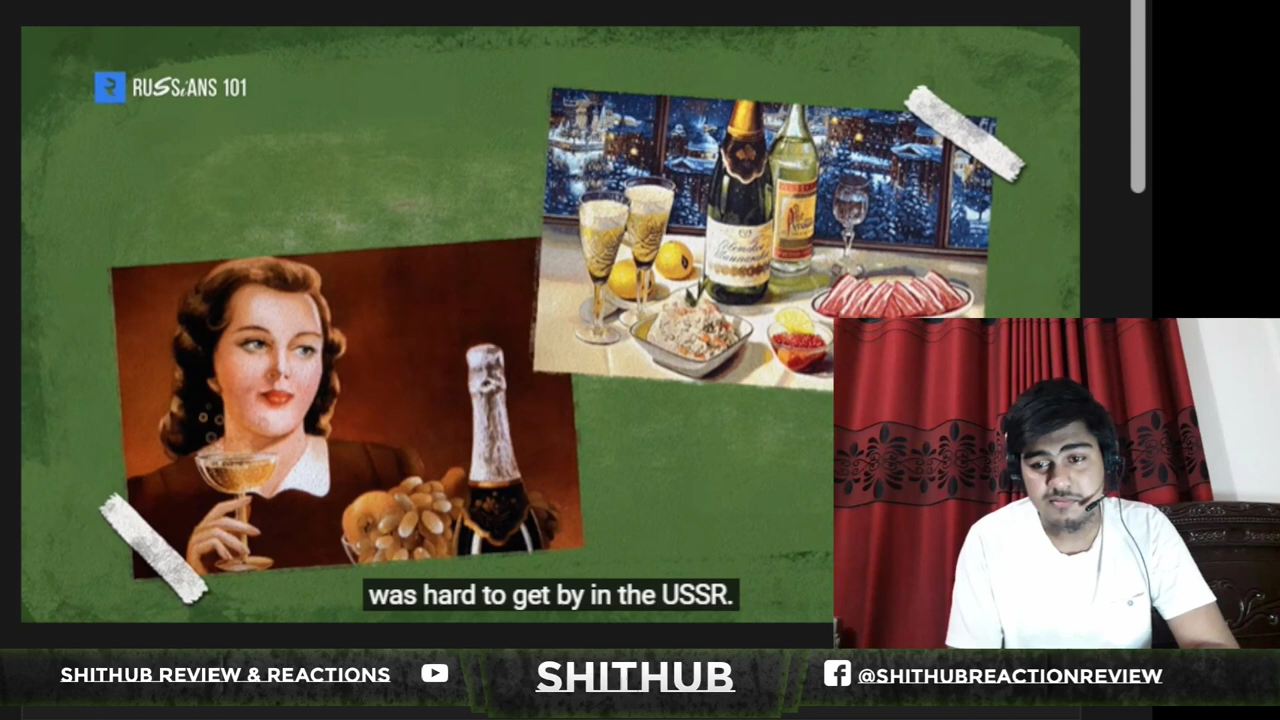 RUSSiANS 101
was hard to get by in the USSR.
SHITHUB REVIEW & REACTIONS
SHITHUB
@SHITHUBREACTIONREVIEW